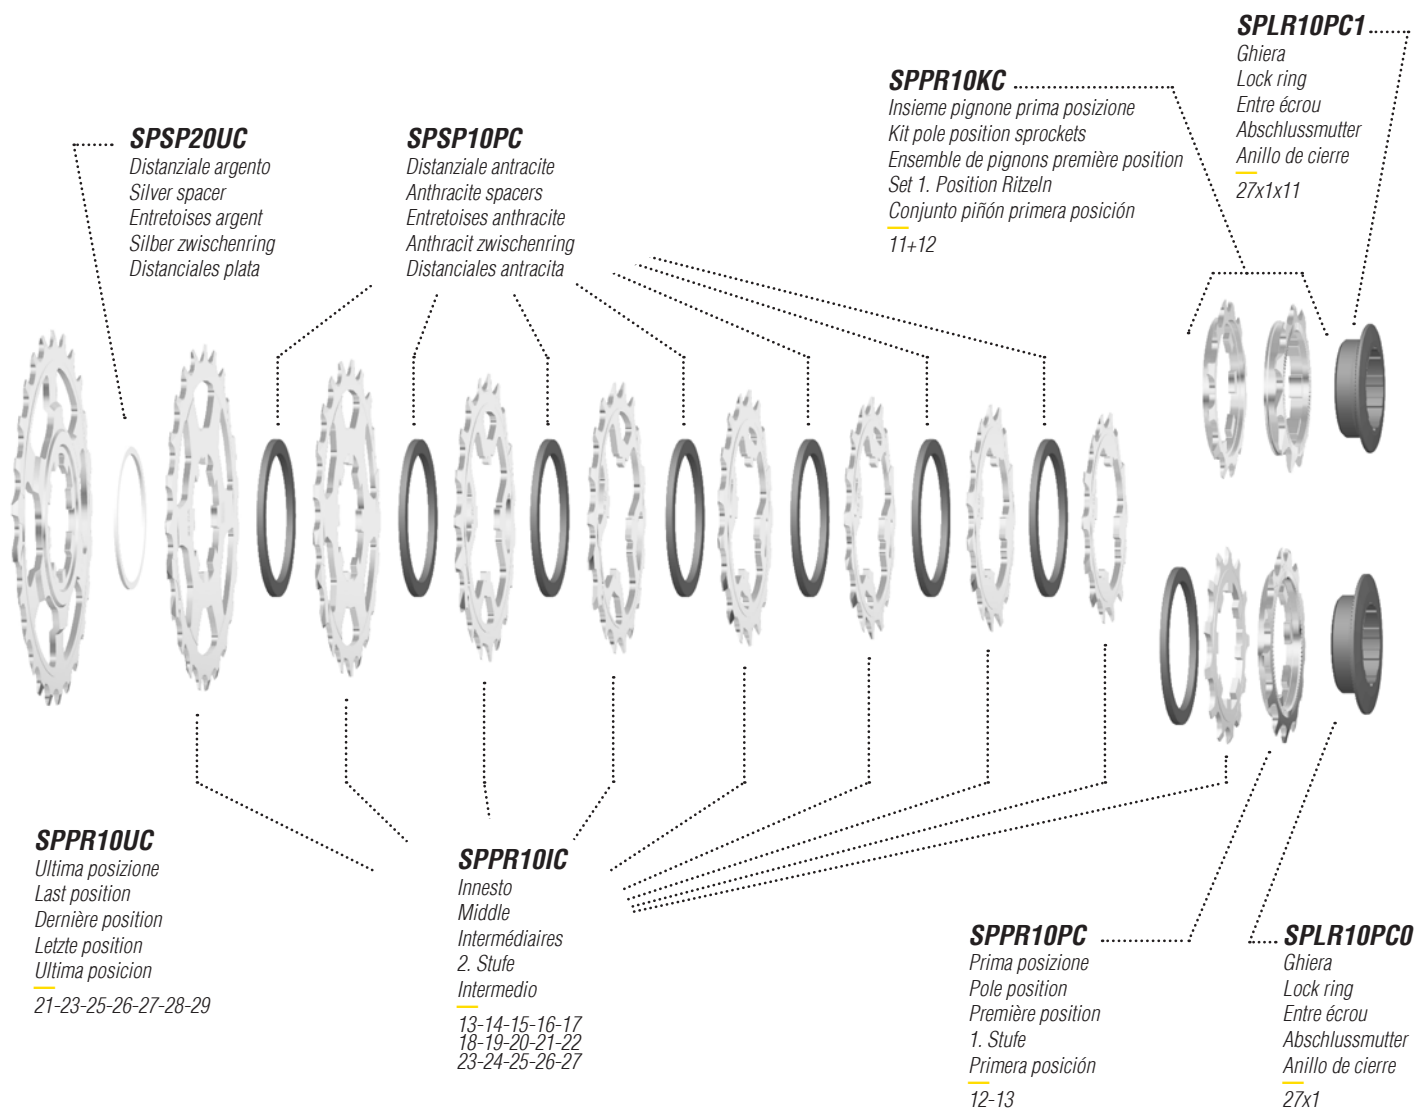 SPLR10PC1
Ghiera
Lock ring
Entre écrou
Abschlussmutter
Anillo de cierre
27x1x11
SPPR10KC
Insieme pignone prima posizione
Kit pole position sprockets
Ensemble de pignons première position
Set 1. Position Ritzeln
Conjunto piñón primera posición
11+12
SPSP20UC
Distanziale argento
Silver spacer
Entretoises argent
Silber zwischenring
Distanciales plata
SPSP10PC
Distanziale antracite
Anthracite spacers
Entretoises anthracite
Anthracit zwischenring
Distanciales antracita
SPPR10UC
Ultima posizione
Last position
Dernière position
Letzte position
Ultima posicion
21-23-25-26-27-28-29
SPPR10IC
Innesto
Middle
Intermédiaires
2. Stufe
Intermedio
13-14-15-16-17
18-19-20-21-22
23-24-25-26-27
SPPR10PC
Prima posizione
Pole position
Première position
1. Stufe
Primera posición
12-13
SPLR10PC0
Ghiera
Lock ring
Entre écrou
Abschlussmutter
Anillo de cierre
27x1